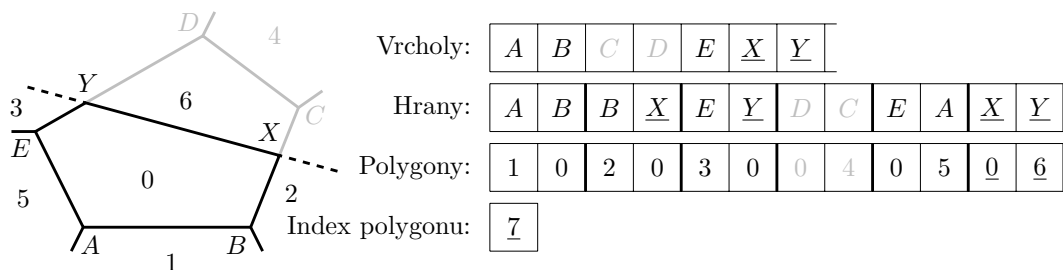 D
4
Y
3
6
C
X
E
0
5
2
A
B
1
Vrcholy: A B C D E X Y
Hrany: A B B X E Y D C E A X Y
Polygony: 1 0 2 0 3 0 0 4 0 5 0 6
Index polygonu: 7